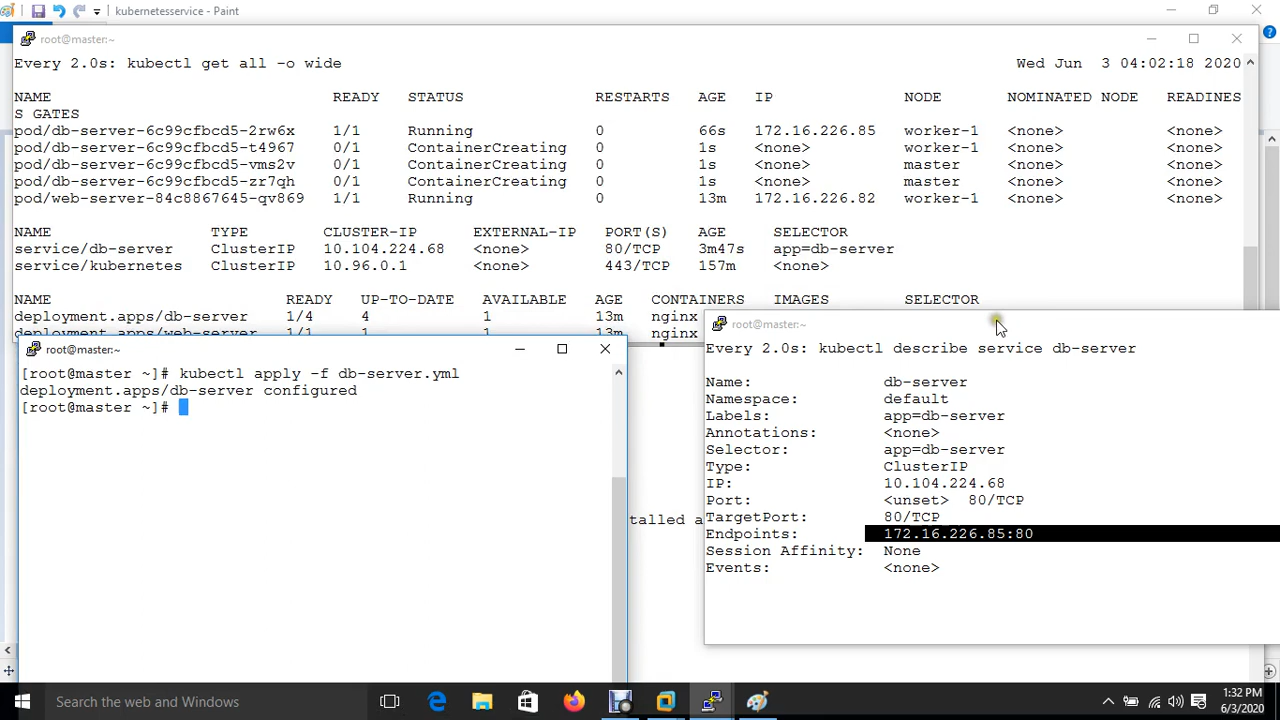 kubernetesservice - Paint
root@master:~
Every 2.0s: kubectl get all -o wide Wed Jun 3 04:02:18 2020
NAME READY STATUS RESTARTS AGE IP NODE NOMINATED NODE READINES
S GATES
pod/db-server-6c99cfbcd5-2rw6x 1/1 Running 0 66s 172.16.226.85 worker-1 <none> <none>
pod/db-server-6c99cfbcd5-t4967 0/1 ContainerCreating 0 1s <none> worker-1 <none> <none>
pod/db-server-6c99cfbcd5-vms2v 0/1 ContainerCreating 0 1s <none> master <none> <none>
pod/db-server-6c99cfbcd5-zr7qh 0/1 ContainerCreating 0 1s <none> master <none> <none>
pod/web-server-84c8867645-qv869 1/1 Running 0 13m 172.16.226.82 worker-1 <none> <none>
NAME TYPE CLUSTER-IP EXTERNAL-IP PORT(S) AGE SELECTOR
service/db-server ClusterIP 10.104.224.68 <none> 80/TCP 3m47s app=db-server
service/kubernetes ClusterIP 10.96.0.1 <none> 443/TCP 157m <none>
NAME READY UP-TO-DATE AVAILABLE AGE CONTAINERS IMAGES SELECTOR
deployment.apps/db-server 1/4 4 1 13m nginx
deployment.apps/web-server 1/1 1 1 13m nginx
root@master:~
[root@master ~]# kubectl apply -f db-server.yml
deployment.apps/db-server configured
[root@master ~]#
talled a
root@master:~
Every 2.0s: kubectl describe service db-server
Name: db-server
Namespace: default
Labels: app=db-server
Annotations: <none>
Selector: app=db-server
Type: ClusterIP
IP: 10.104.224.68
Port: <unset> 80/TCP
TargetPort: 80/TCP
Endpoints: 172.16.226.85:80
Session Affinity: None
Events: <none>
Search the web and Windows
1:32 PM
6/3/2020